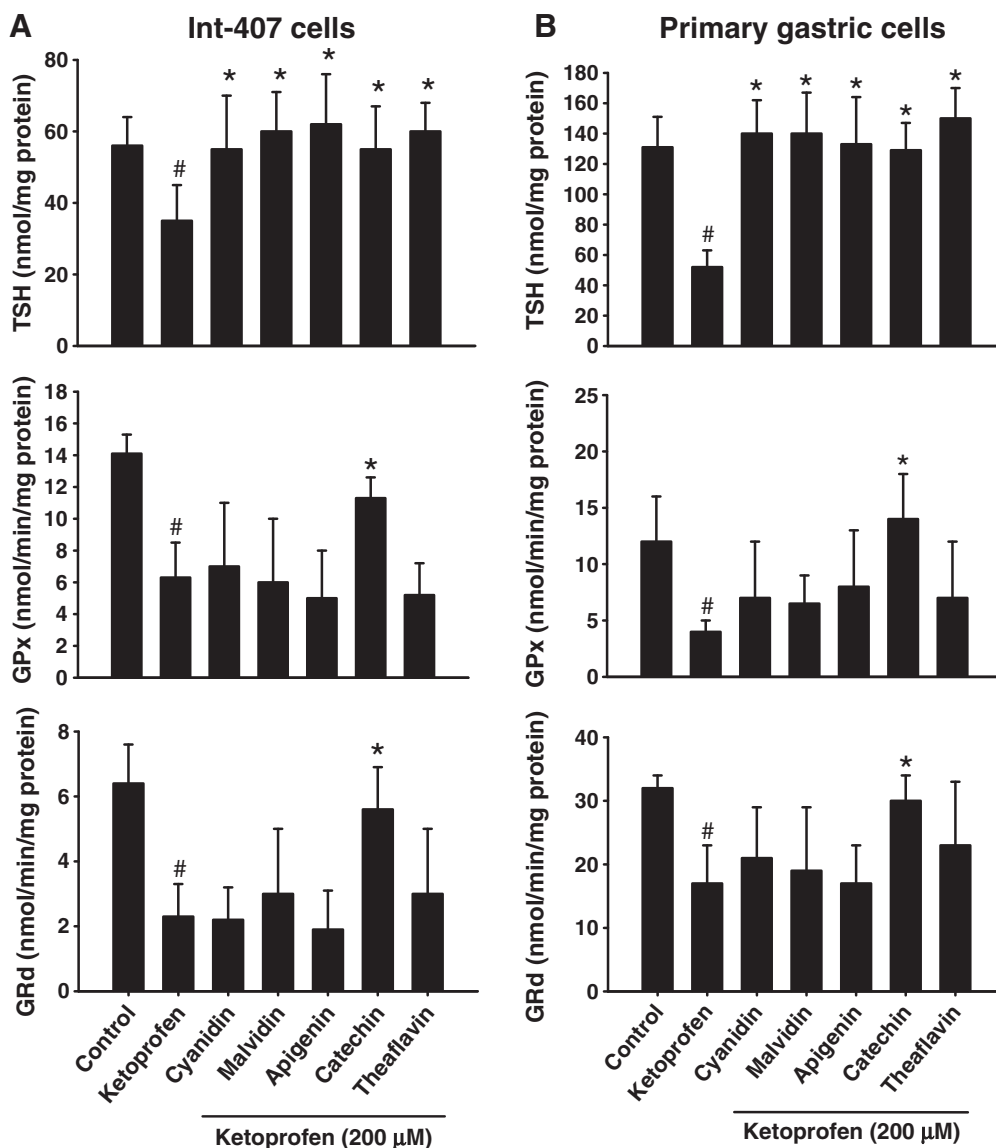 A Int-407 cells
TSH (nmol/mg protein)
80
60
40
20
0
# * * * * *
GPx (nmol/min/mg protein)
18
16
14
12
10
8
6
4
2
0
# *
GRd (nmol/min/mg protein)
8
6
4
2
0
# *
Control
Ketoprofen
Cyanidin
Malvidin
Apigenin
Catechin
Theaflavin
Ketoprofen (200 μM)
B Primary gastric cells
TSH (nmol/mg protein)
180
160
140
120
100
80
60
40
20
0
# * * * * *
GPx (nmol/min/mg protein)
25
20
15
10
5
0
# *
GRd (nmol/min/mg protein)
40
30
20
10
0
# *
Control
Ketoprofen
Cyanidin
Malvidin
Apigenin
Catechin
Theaflavin
Ketoprofen (200 μM)